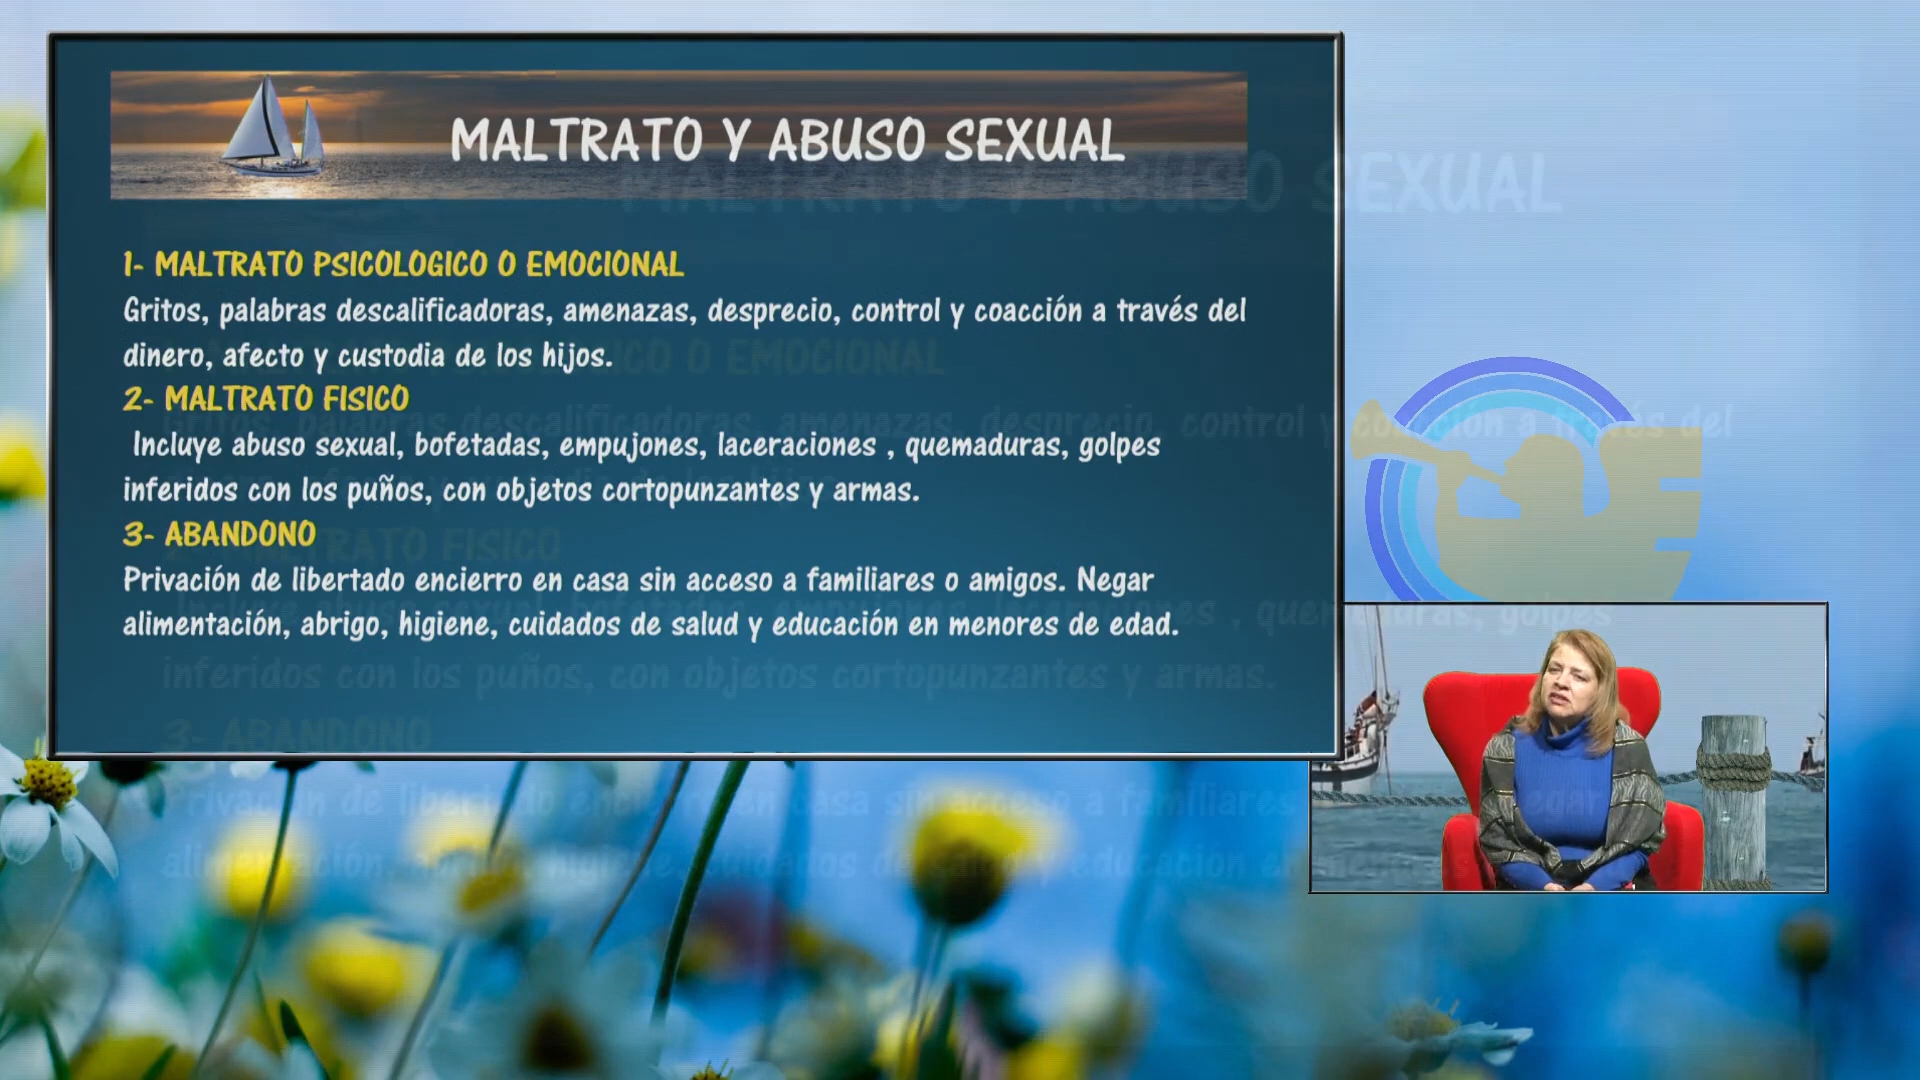 MALTRATO Y ABUSO SEXUAL
1- MALTRATO PSICOLOGICO O EMOCIONAL
Gritos, palabras descalificadoras, amenazas, desprecio, control y coacción a través del
dinero, afecto y custodia de los hijos.
2- MALTRATO FISICO
Incluye abuso sexual, bofetadas, empujones, laceraciones , quemaduras, golpes
inferidos con los puños, con objetos cortopunzantes y armas.
3- ABANDONO
Privación de libertado encierro en casa sin acceso a familiares o amigos. Negar
alimentación, abrigo, higiene, cuidados de salud y educación en menores de edad.